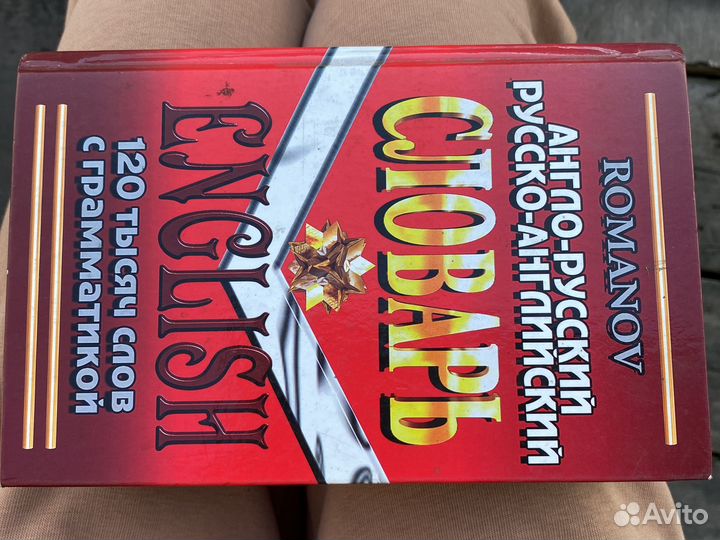 ROMANOV
АНГЛО-РУССКИЙ
РУССКО-АНГЛИЙСКИЙ
СЛОВАРЬ
ENGLISH
120 ТЫСЯЧ СЛОВ
С ГРАММАТИКОЙ
Avito